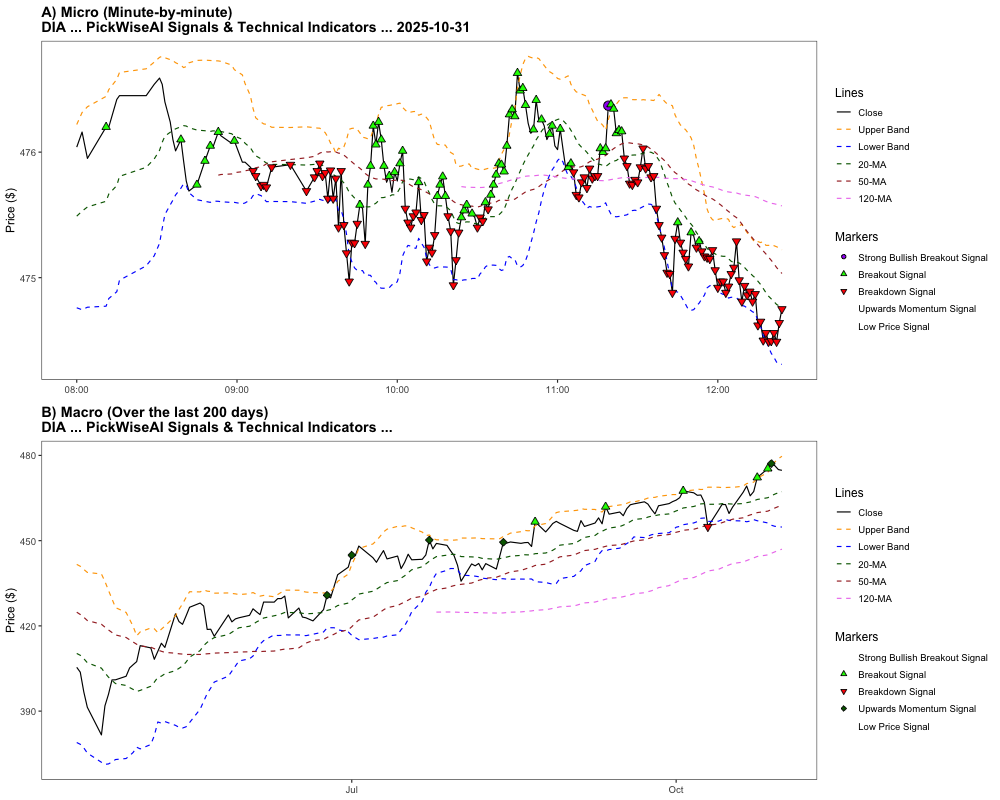 A) Micro (Minute-by-minute)
DIA ... PickWiseAI Signals & Technical Indicators ... 2025-10-31
Price ($)
476
475
08:00
09:00
10:00
11:00
12:00
Lines
Close
Upper Band
Lower Band
20-MA
50-MA
120-MA
Markers
Strong Bullish Breakout Signal
Breakout Signal
Breakdown Signal
Upwards Momentum Signal
Low Price Signal
B) Macro (Over the last 200 days)
DIA ... PickWiseAI Signals & Technical Indicators ...
Price ($)
480
450
420
390
Jul
Oct
Lines
Close
Upper Band
Lower Band
20-MA
50-MA
120-MA
Markers
Strong Bullish Breakout Signal
Breakout Signal
Breakdown Signal
Upwards Momentum Signal
Low Price Signal